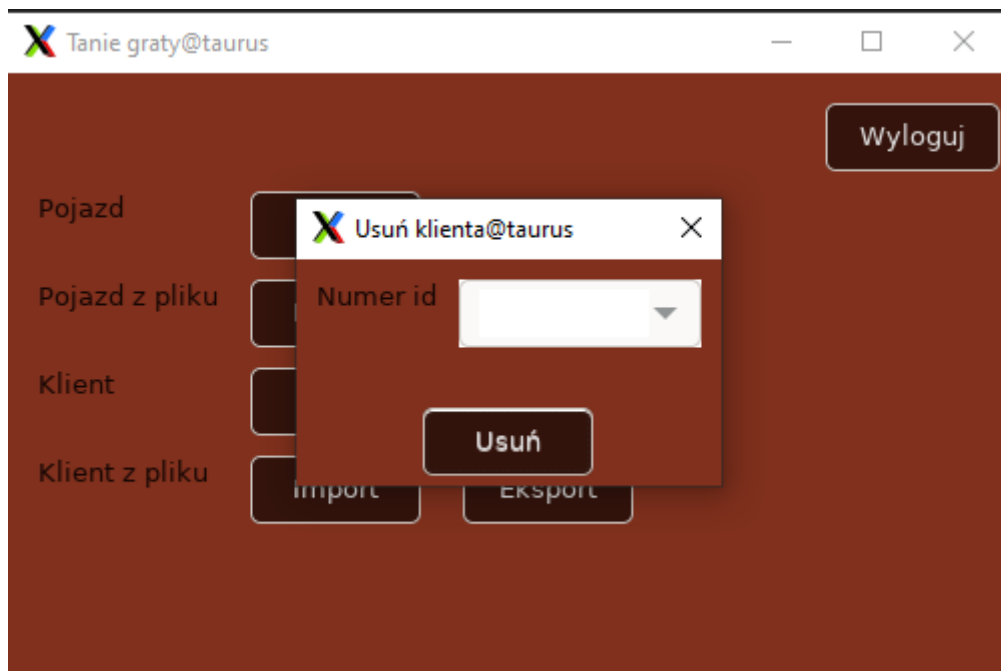 Tanie graty@taurus
Wyloguj
Pojazd
Usuń klienta@taurus
Pojazd z pliku
Numer id
Klient
Usuń
Klient z pliku
Import Eksport